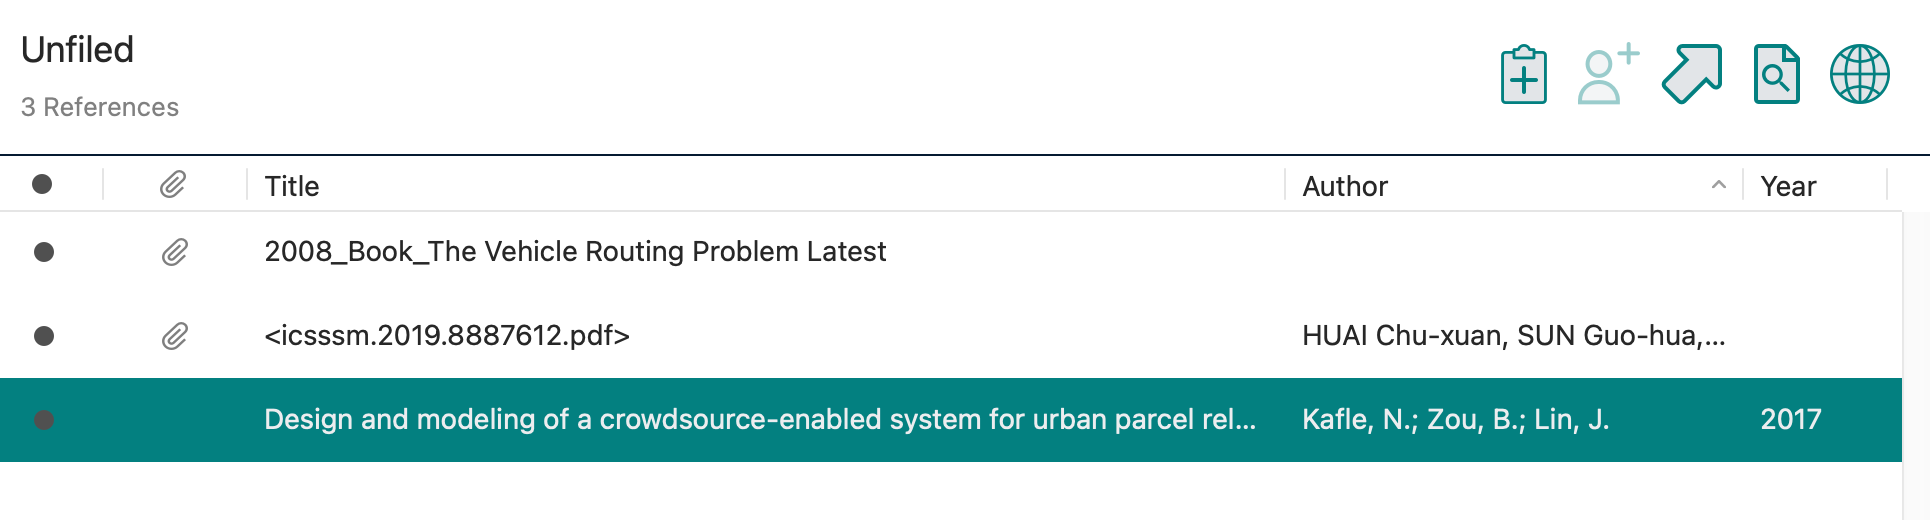 Unfiled
3 References
Title Author Year
2008_Book_The Vehicle Routing Problem Latest
<icsssm.2019.8887612.pdf> HUAI Chu-xuan, SUN Guo-hua,...
Design and modeling of a crowdsource-enabled system for urban parcel rel... Kafle, N.; Zou, B.; Lin, J. 2017